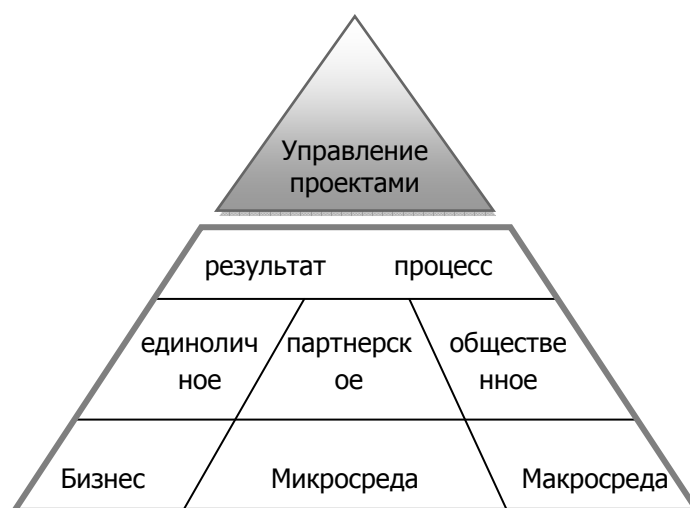 Управление
проектами
результат процесс
единолич партнерск обществе
ное ое нное
Бизнес Микросреда Макросреда